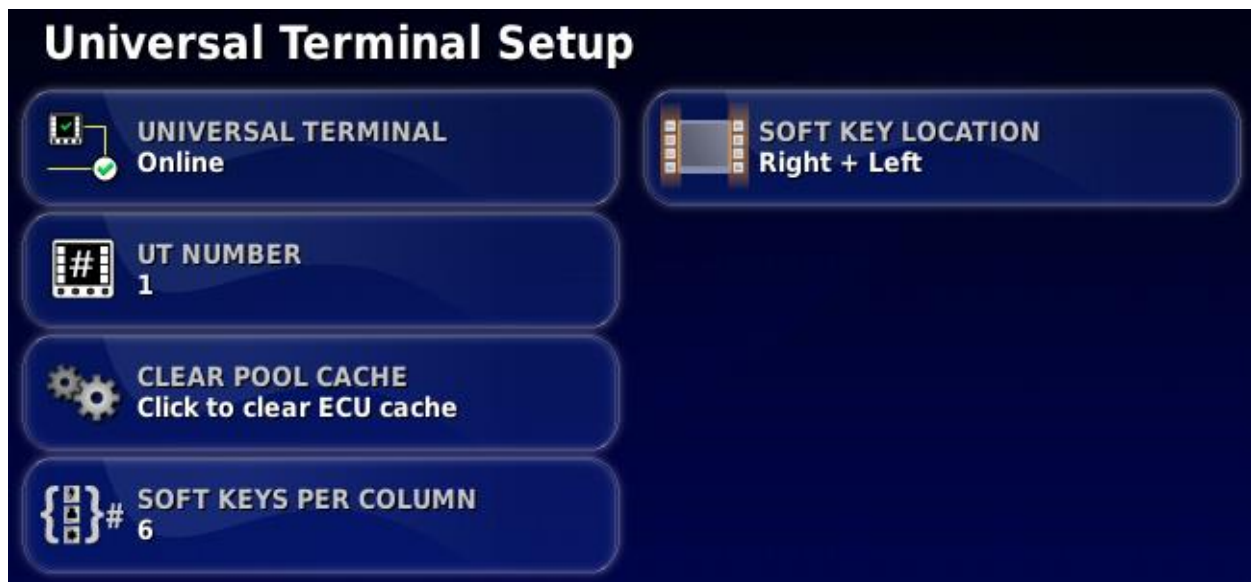 Universal Terminal Setup
UNIVERSAL TERMINAL
Online
UT NUMBER
1
CLEAR POOL CACHE
Click to clear ECU cache
SOFT KEYS PER COLUMN
6
SOFT KEY LOCATION
Right + Left